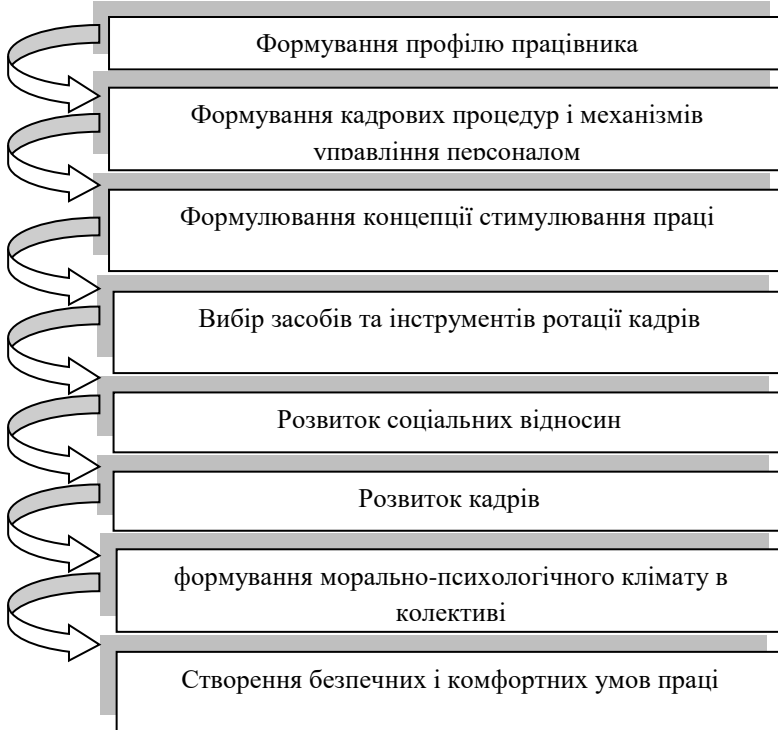 Формування профілю працівника
Формування кадрових процедур і механізмів
управління персоналом
Формулювання концепції стимулювання праці
Вибір засобів та інструментів ротації кадрів
Розвиток соціальних відносин
Розвиток кадрів
формування морально-психологічного клімату в
колективі
Створення безпечних і комфортних умов праці